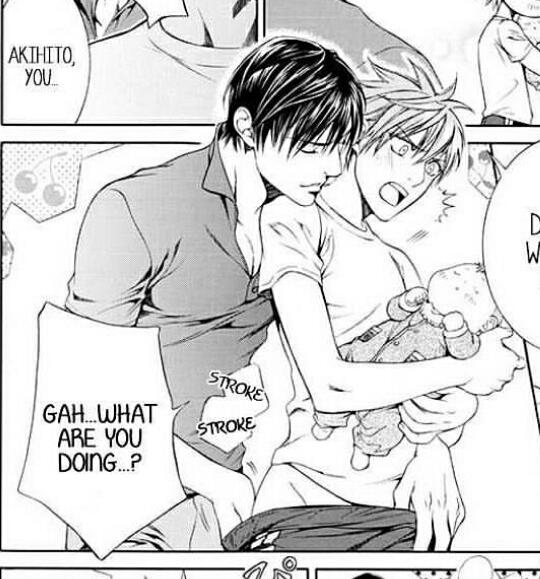 AKIHITO,
YOU...
STROKE
STROKE
GAH...WHAT
ARE YOU
DOING...?